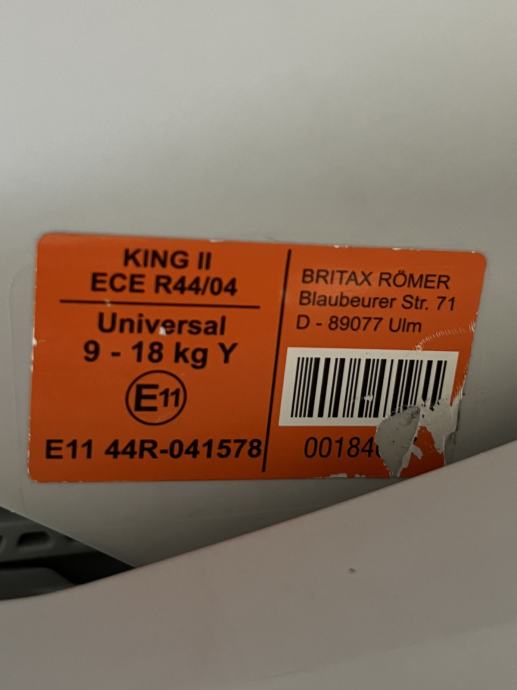 KING II
ECE R44/04
Universal
9 - 18 kg Y
E11
E11 44R-041578
BRITAX RÖMER
Blaubeurer Str. 71
D - 89077 Ulm